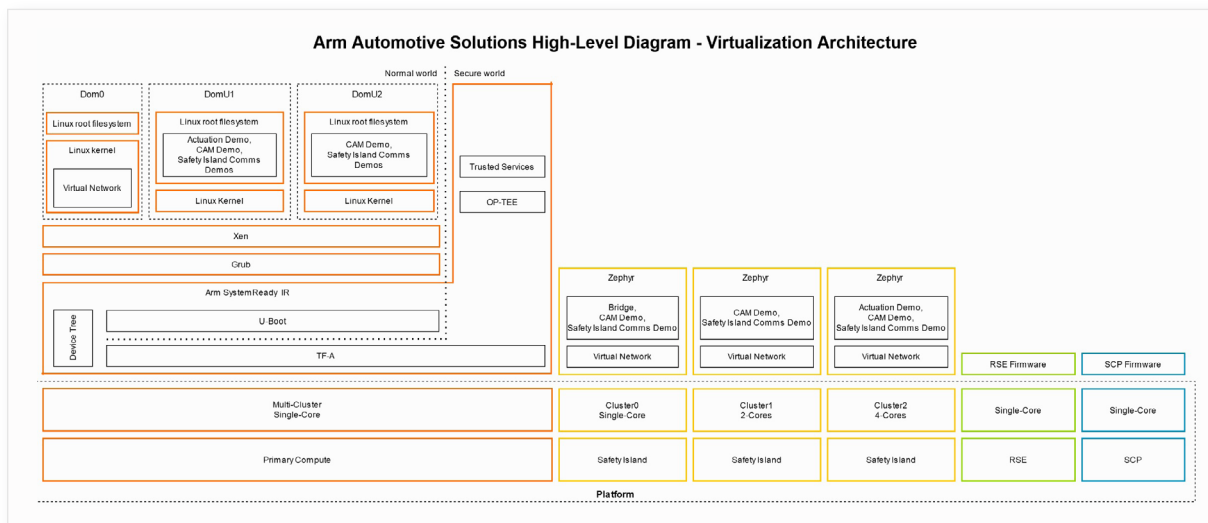 Arm Automotive Solutions High-Level Diagram - Virtualization Architecture
Normal world
Secure world
Dom0
Linux root filesystem
Linux kernel
Virtual Network
DomU1
Linux root filesystem
Actuation Demo,
CAM Demo,
Safety Island Comms
Demos
Linux Kernel
DomU2
Linux root filesystem
CAM Demo,
Safety Island Comms
Demos
Linux Kernel
Trusted Services
OP-TEE
Xen
Grub
Arm SystemReady IR
Device Tree
U-Boot
TF-A
Zephyr
Bridge,
CAM Demo,
Safety Island Comms Demo
Virtual Network
Zephyr
CAM Demo,
Safety Island Comms Demo
Virtual Network
Zephyr
Actuation Demo,
CAM Demo,
Safety Island Comms Demo
Virtual Network
RSE Firmware
SCP Firmware
Multi-Cluster
Single-Core
Cluster0
Single-Core
Cluster1
2-Cores
Cluster2
4-Cores
Single-Core
Single-Core
Primary Compute
Safety Island
Safety Island
Safety Island
RSE
SCP
Platform